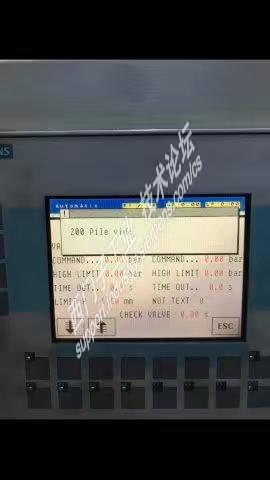 ENS
Automatic
!
200 Pile vide
VA
COMMAND... 0.00 bar COMMAND... 0.00 bar
HIGH LIMIT 0.00 bar HIGH LIMIT 0.00 bar
TIME OUT.. 0.0 s TIME OUT.. 0.0 s
LIMIT mm NOT TEXT 0
CHECK VALVE 0.00 s
ESC
西门子工业 技术论坛
support.industry.siemens.com/cs